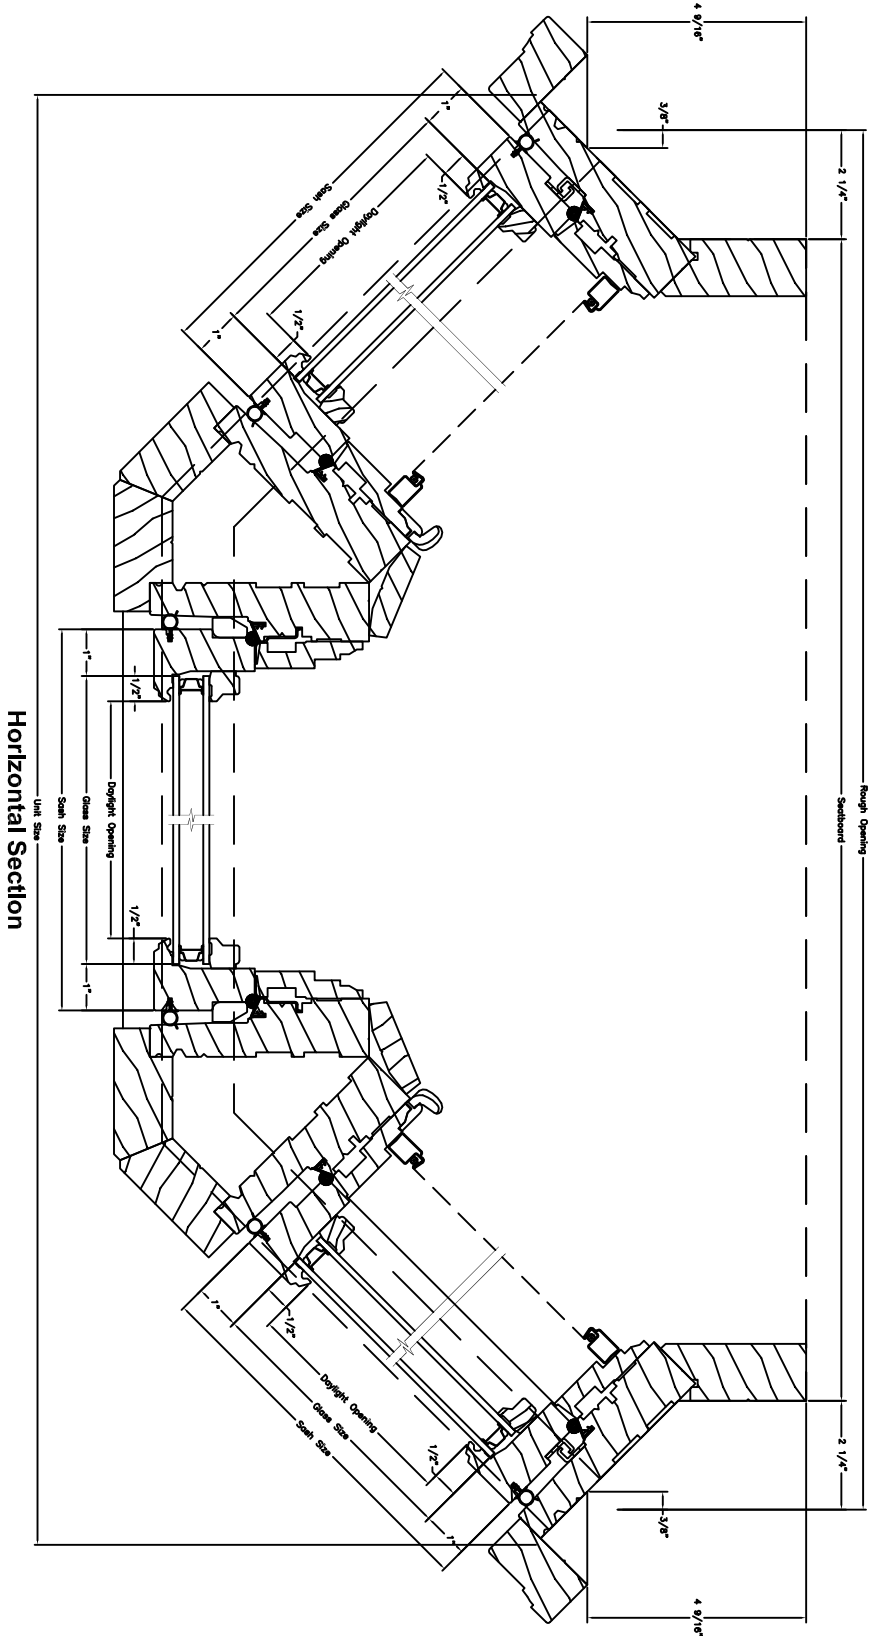 4 9/16"
3/8"
2 1/4"
1"
1/2"
Sash Size
Glass Size
Daylight Opening
1/2"
1"
Rough Opening
Seatboard
1"
1/2"
Daylight Opening
Glass Size
Sash Size
Unit Size
1/2"
1"
1"
1/2"
Daylight Opening
Glass Size
Sash Size
1/2"
1"
2 1/4"
3/8"
4 9/16"
Horizontal Section